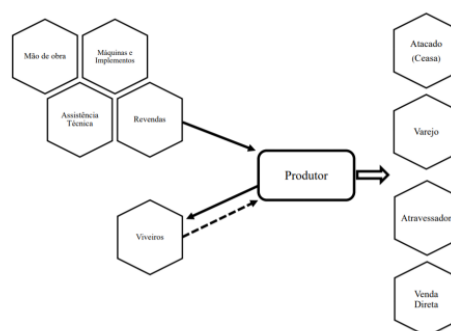 Mão de obra
Máquinas e
Implementos
Assistência
Técnica
Revendas
Viveiros
Produtor
Atacado
(Ceasa)
Varejo
Atravessador
Venda
Direta